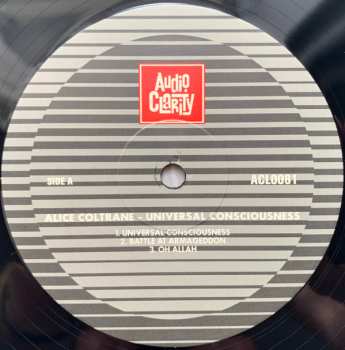 Audio
Clarity
SIDE A
ACL0081
ALICE COLTRANE - UNIVERSAL CONSCIOUSNESS
1. UNIVERSAL CONSCIOUSNESS
2. BATTLE AT ARMAGEDDON
3. OH ALLAH